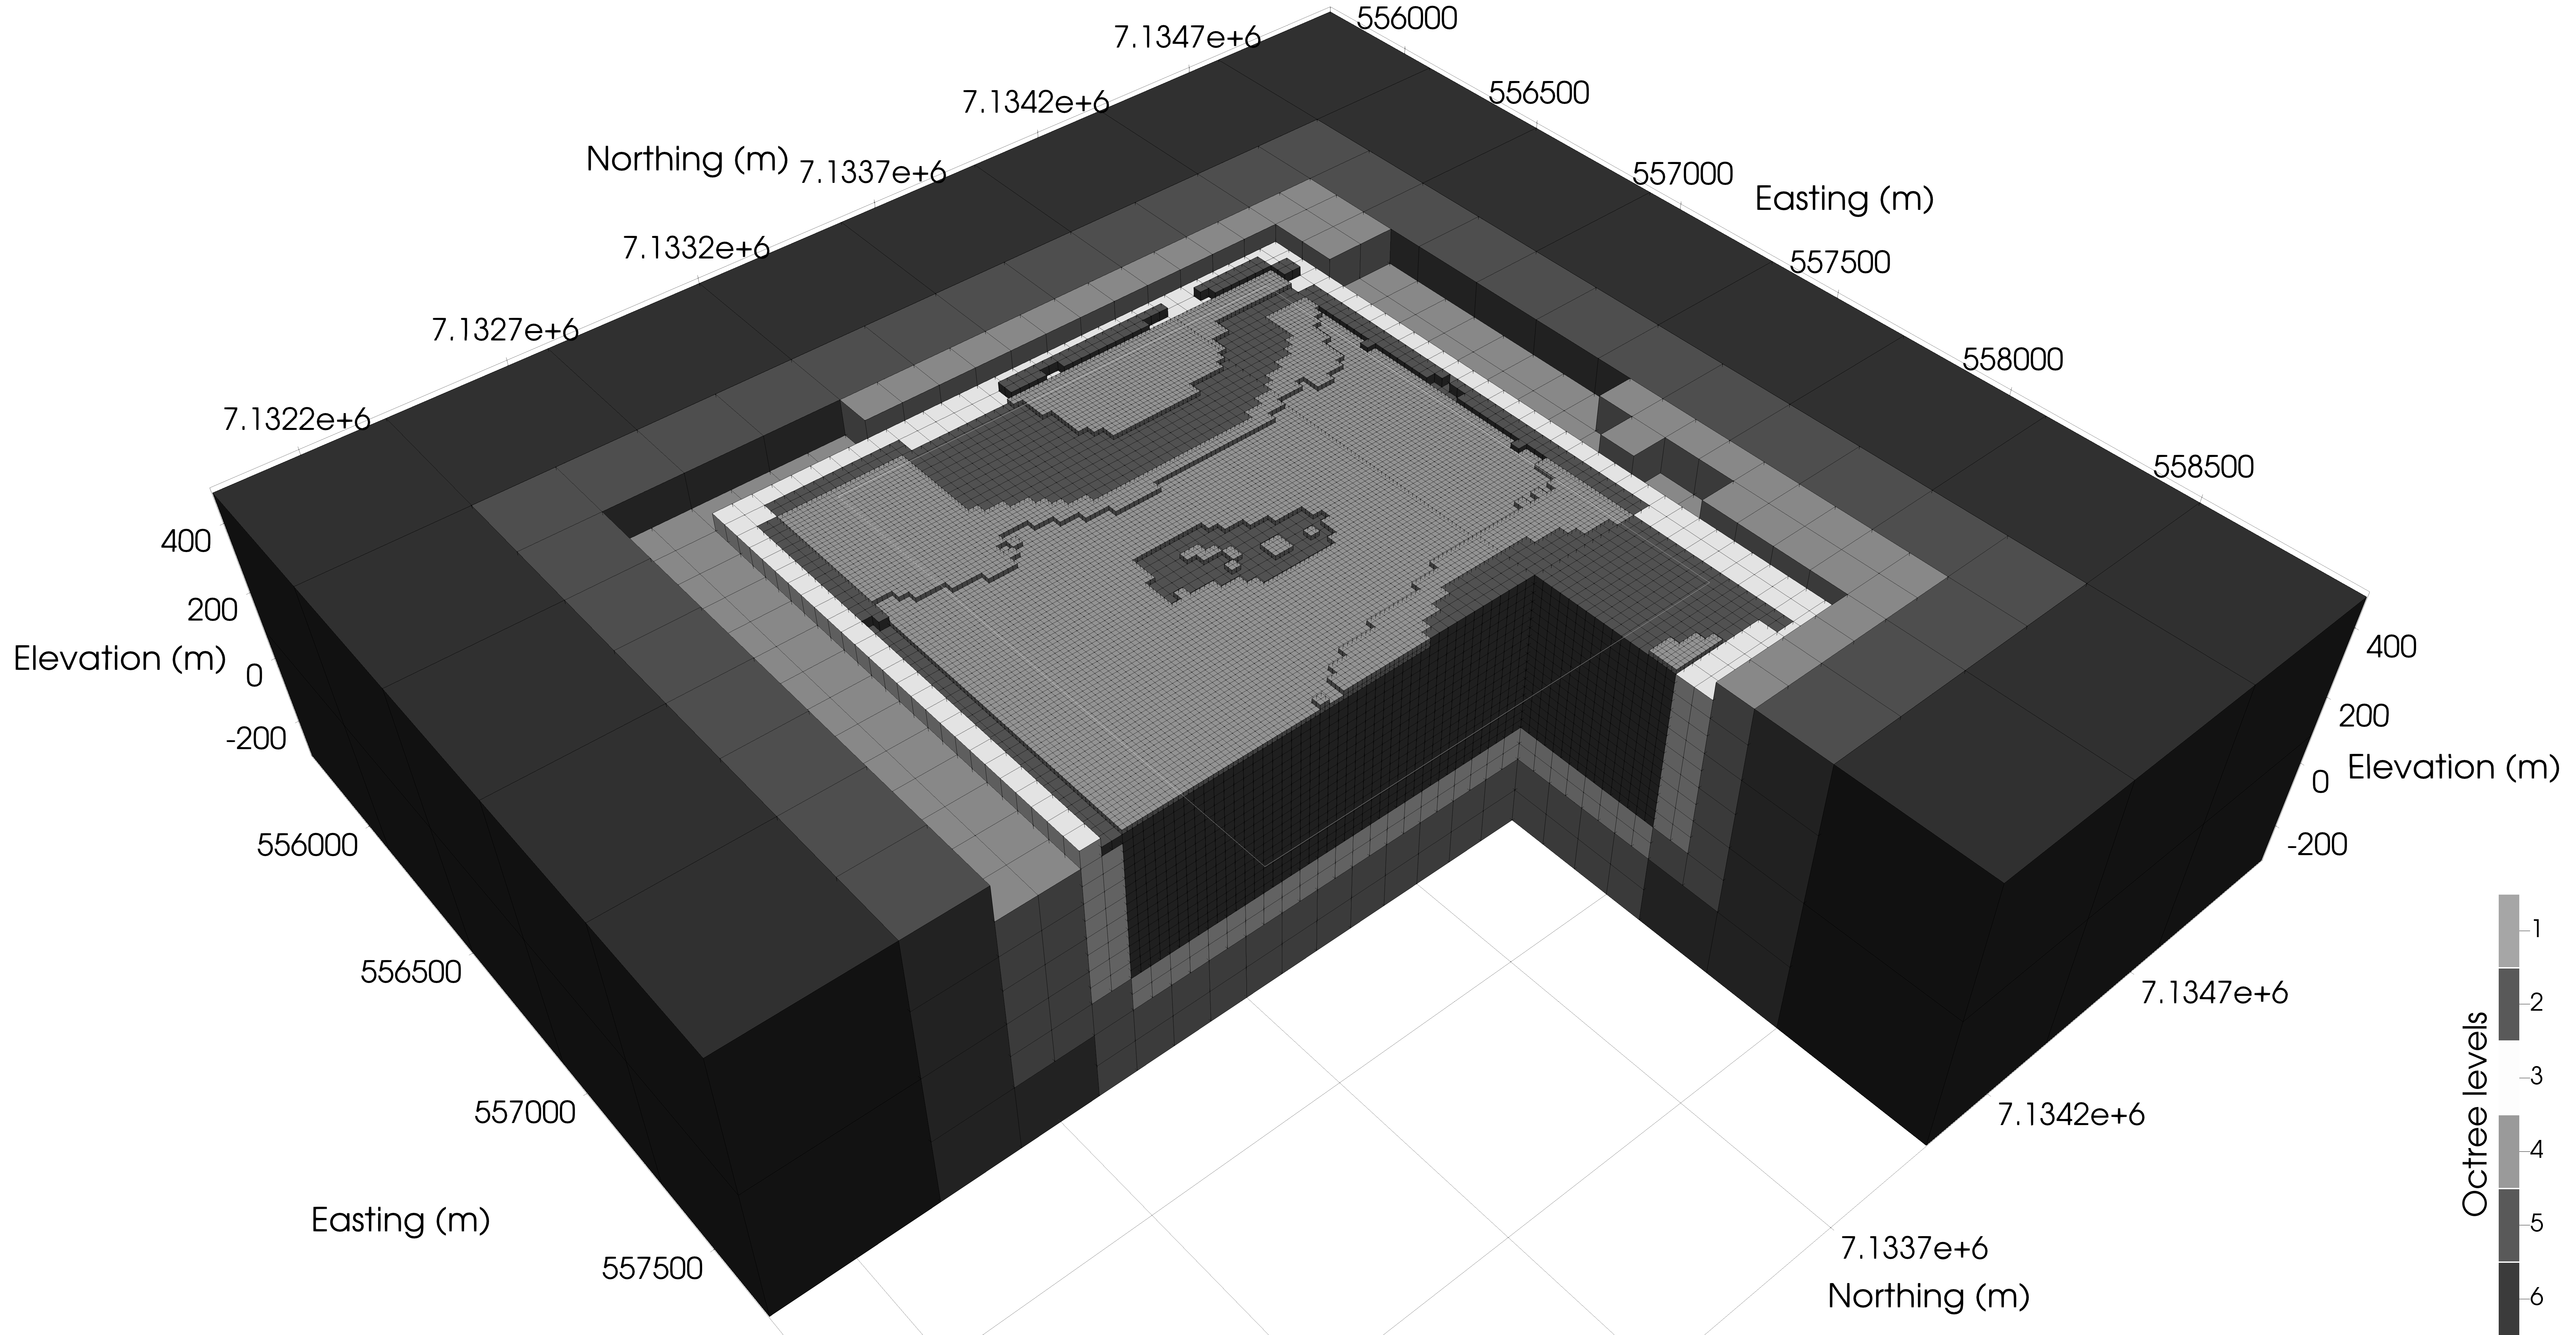 556000
7.1347e+6
556500
7.1342e+6
Northing (m)
7.1337e+6
557000
Easting (m)
7.1332e+6
557500
7.1327e+6
558000
7.1322e+6
558500
400
200
Elevation (m)
0
-200
400
200
Elevation (m)
0
-200
556000
556500
557000
Easting (m)
557500
7.1347e+6
7.1342e+6
7.1337e+6
Northing (m)
Octree levels
1
2
3
4
5
6